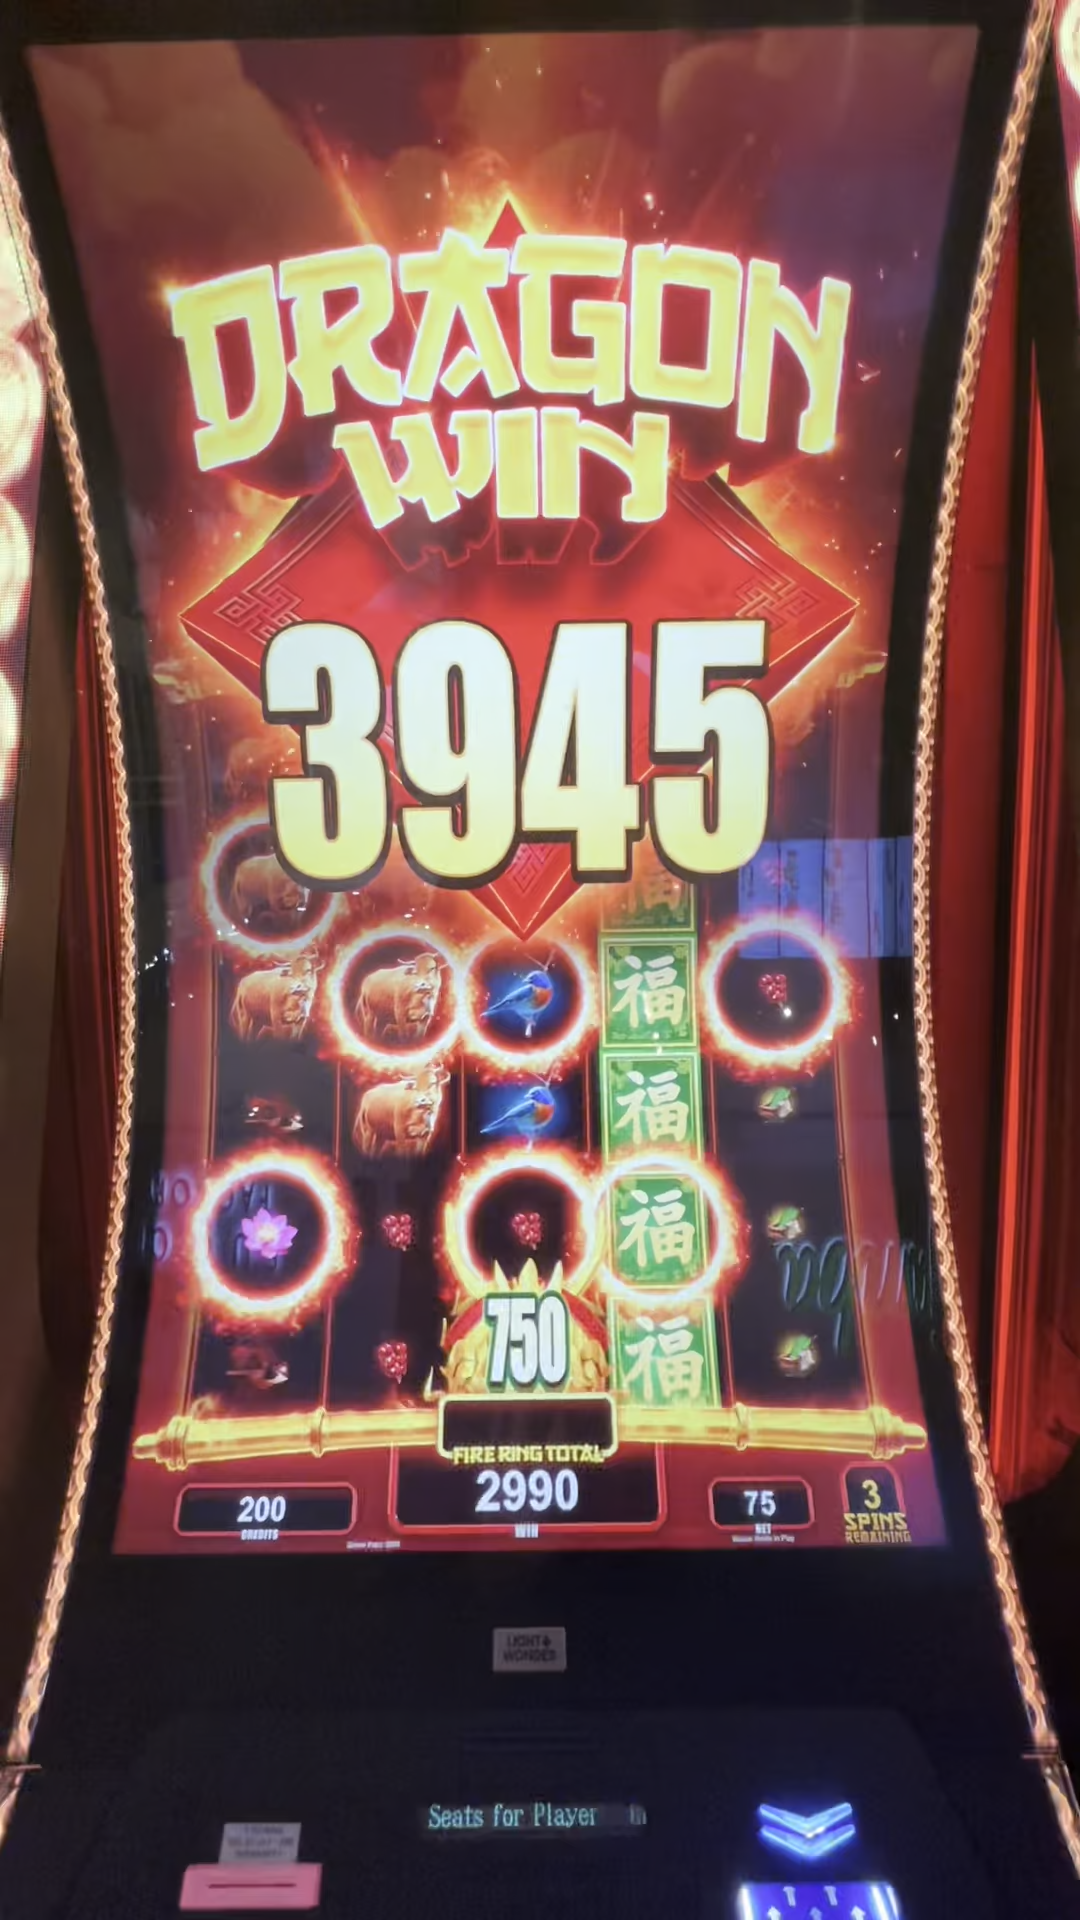 DRAGON
WIN
3945
福
福
福
福
福
750
FIRE RING TOTAL
200
CREDITS
2990
WIN
75
BET
3
SPINS
REMAINING
LIGHT &
WONDER
Seats for Player